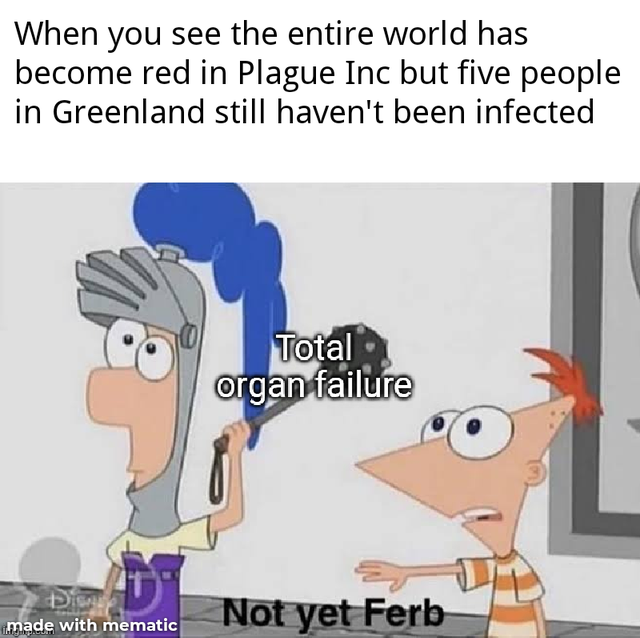 When you see the entire world has
become red in Plague Inc but five people
in Greenland still haven't been infected
Total
organ failure
Not yet Ferb
made with mematic